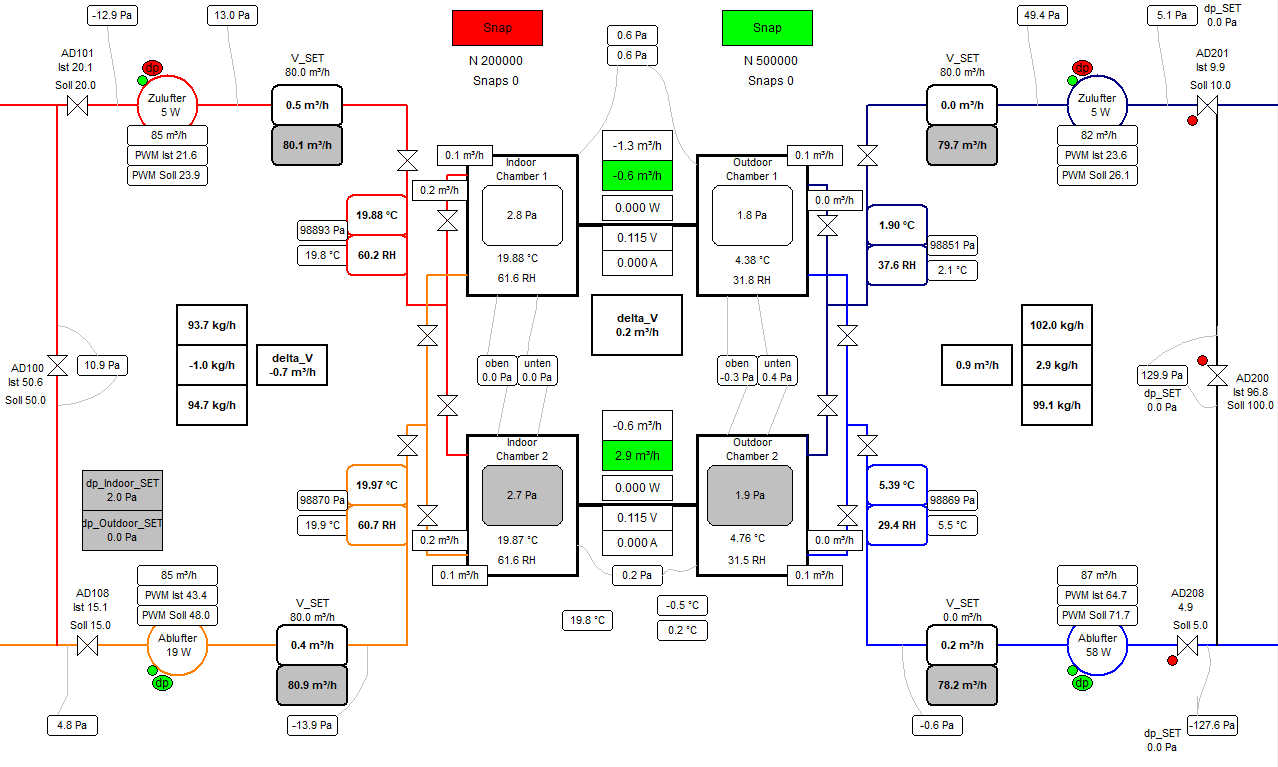 -12.9 Pa
13.0 Pa
Snap
N 200000
Snaps 0
0.6 Pa
0.6 Pa
Snap
N 500000
Snaps 0
49.4 Pa
5.1 Pa
dp_SET
0.0 Pa
AD101
Ist 20.1
Soll 20.0
dp
Zulufter
5 W
85 m³/h
PWM Ist 21.6
PWM Soll 23.9
V_SET
80.0 m³/h
0.5 m³/h
80.1 m³/h
V_SET
80.0 m³/h
0.0 m³/h
79.7 m³/h
dp
Zulufter
5 W
82 m³/h
PWM Ist 23.6
PWM Soll 26.1
AD201
Ist 9.9
Soll 10.0
0.1 m³/h
0.2 m³/h
Indoor
Chamber 1
2.8 Pa
19.88 °C
61.6 RH
-1.3 m³/h
-0.6 m³/h
0.000 W
0.115 V
0.000 A
Outdoor
Chamber 1
1.8 Pa
4.38 °C
31.8 RH
0.1 m³/h
0.0 m³/h
19.88 °C
60.2 RH
98893 Pa
19.8 °C
1.90 °C
37.6 RH
98851 Pa
2.1 °C
AD100
Ist 50.6
Soll 50.0
10.9 Pa
93.7 kg/h
-1.0 kg/h
94.7 kg/h
delta_V
-0.7 m³/h
delta_V
0.2 m³/h
oben
0.0 Pa
unten
0.0 Pa
oben
-0.3 Pa
unten
0.4 Pa
0.9 m³/h
102.0 kg/h
2.9 kg/h
99.1 kg/h
129.9 Pa
dp_SET
0.0 Pa
AD200
Ist 96.8
Soll 100.0
dp_Indoor_SET
2.0 Pa
dp_Outdoor_SET
0.0 Pa
19.97 °C
60.7 RH
98870 Pa
19.9 °C
Indoor
Chamber 2
2.7 Pa
19.87 °C
61.6 RH
0.2 m³/h
0.1 m³/h
-0.6 m³/h
2.9 m³/h
0.000 W
0.115 V
0.000 A
Outdoor
Chamber 2
1.9 Pa
4.76 °C
31.5 RH
0.0 m³/h
0.1 m³/h
5.39 °C
29.4 RH
98869 Pa
5.5 °C
0.2 Pa
19.8 °C
-0.5 °C
0.2 °C
AD108
Ist 15.1
Soll 15.0
85 m³/h
PWM Ist 43.4
PWM Soll 48.0
Ablufter
19 W
dp
V_SET
80.0 m³/h
0.4 m³/h
80.9 m³/h
4.8 Pa
-13.9 Pa
V_SET
0.0 m³/h
0.2 m³/h
78.2 m³/h
-0.6 Pa
87 m³/h
PWM Ist 64.7
PWM Soll 71.7
Ablufter
58 W
dp
AD208
4.9
Soll 5.0
-127.6 Pa
dp_SET
0.0 Pa